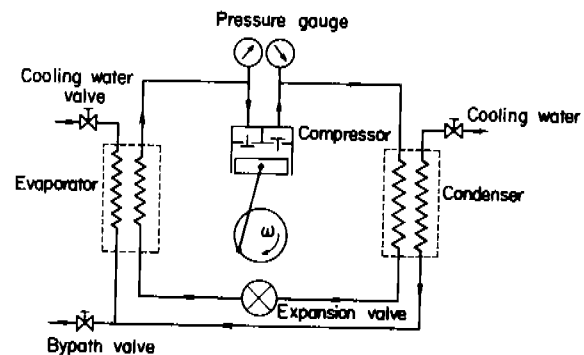 Pressure gauge
Cooling water
valve
Cooling water
Compressor
Evaporator
Condenser
ω
Expansion valve
Bypath valve